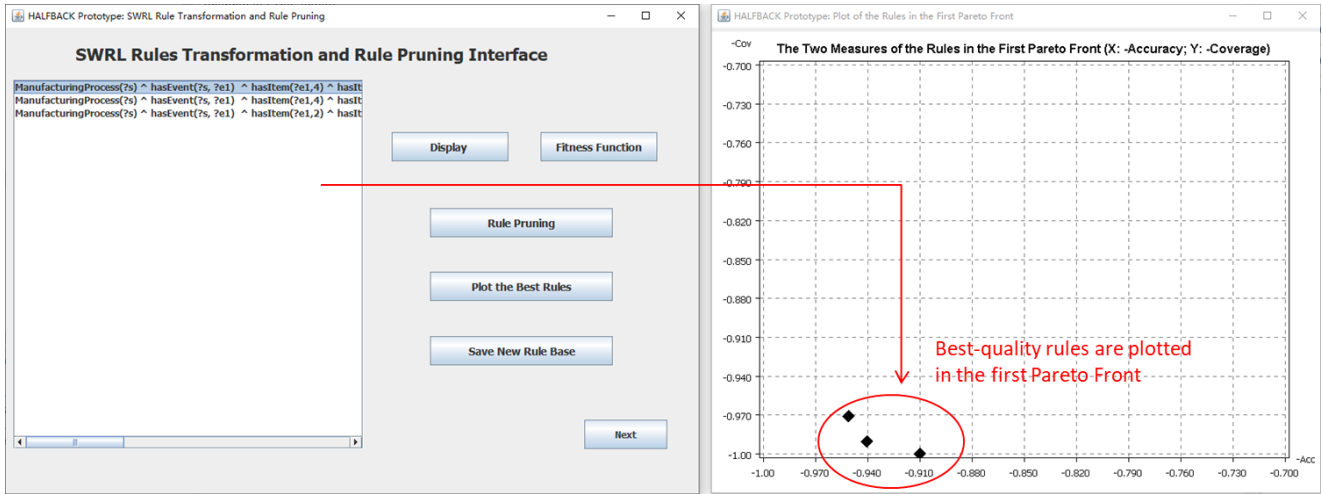 HALFBACK Prototype: SWRL Rule Transformation and Rule Pruning
SWRL Rules Transformation and Rule Pruning Interface
ManufacturingProcess(?s) ^ hasEvent(?s, ?e1) ^ hasItem(?e1,4) ^ hasIt
ManufacturingProcess(?s) ^ hasEvent(?s, ?e1) ^ hasItem(?e1,4) ^ hasIt
ManufacturingProcess(?s) ^ hasEvent(?s, ?e1) ^ hasItem(?e1,2) ^ hasIt
Display
Fitness Function
Rule Pruning
Plot the Best Rules
Save New Rule Base
Next
HALFBACK Prototype: Plot of the Rules in the First Pareto Front
-Cov
The Two Measures of the Rules in the First Pareto Front (X: -Accuracy; Y: -Coverage)
-0.700
-0.730
-0.760
-0.790
-0.820
-0.850
-0.880
-0.910
-0.940
-0.970
-1.00
Best-quality rules are plotted
in the first Pareto Front
-Acc
-1.00 -0.970 -0.940 -0.910 -0.880 -0.850 -0.820 -0.790 -0.760 -0.730 -0.700